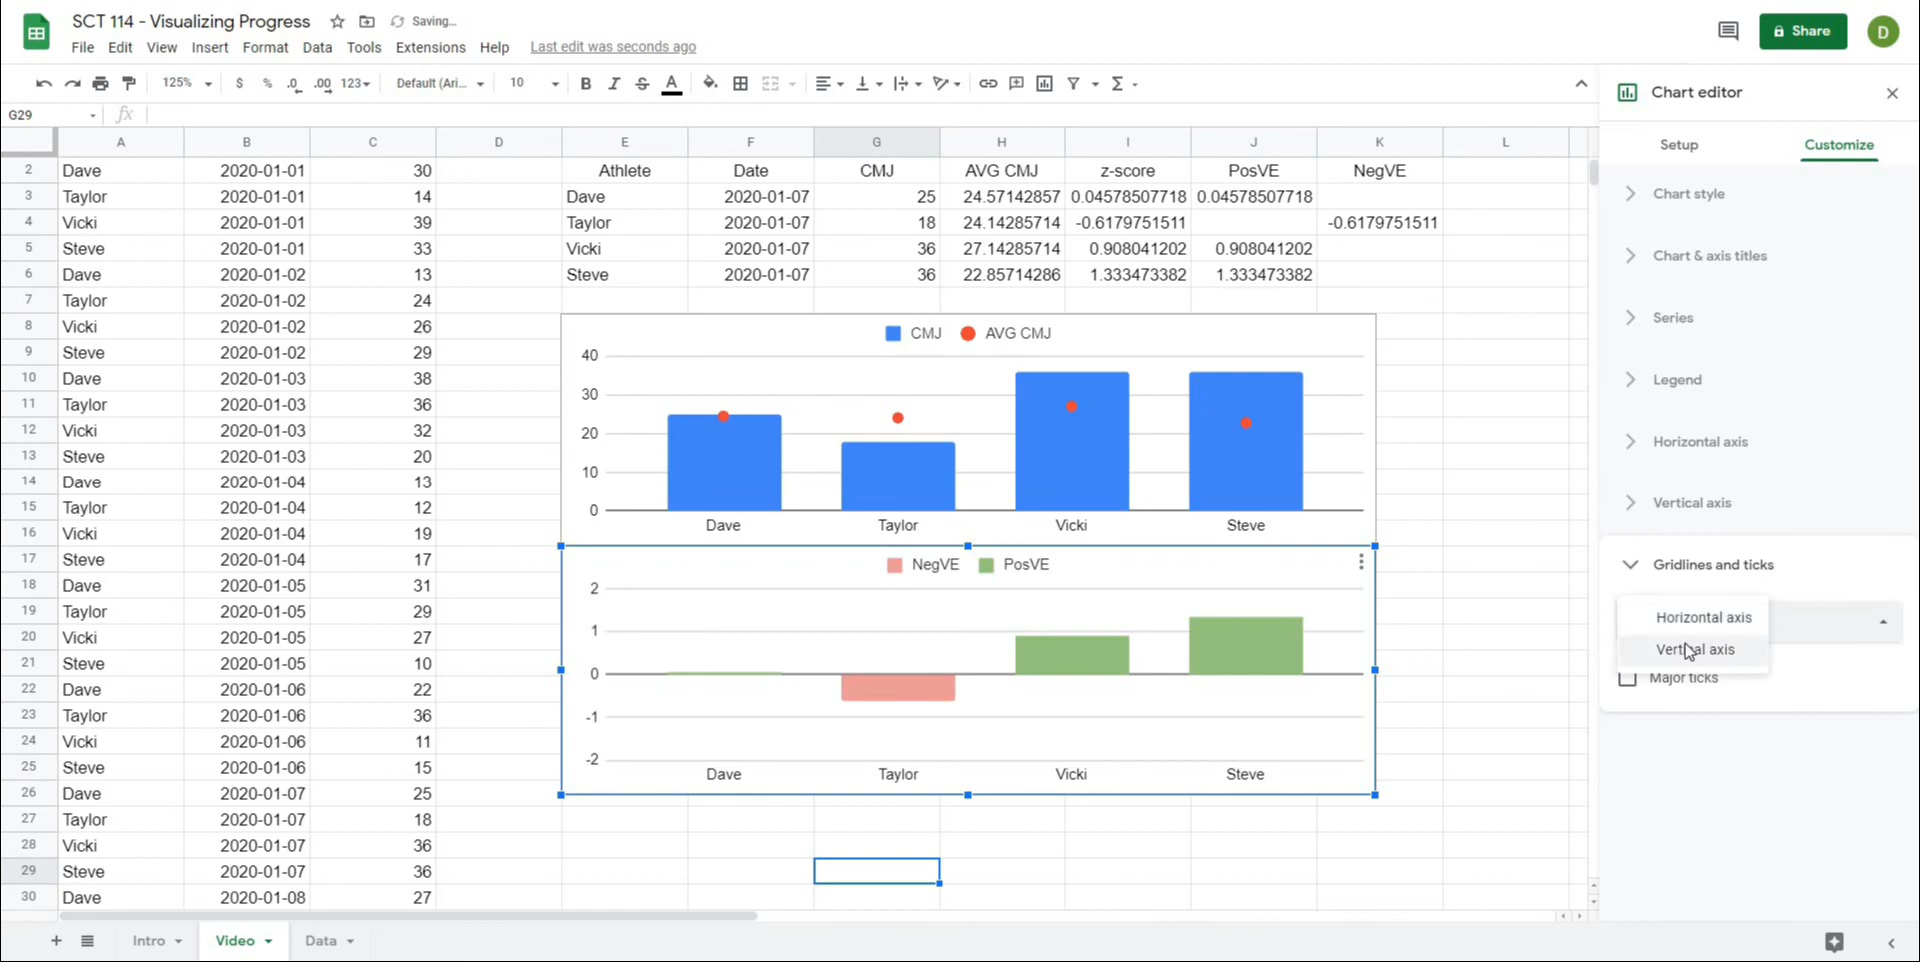 SCT 114 - Visualizing Progress Saving...
File Edit View Insert Format Data Tools Extensions Help Last edit was seconds ago
Share
D
125% $ % .0 .00 123 Default (Ari... 10 B I S A Σ
G29 fx
A B C D E F G H I J K L
2 Dave 2020-01-01 30 Athlete Date CMJ AVG CMJ z-score PosVE NegVE
3 Taylor 2020-01-01 14 Dave 2020-01-07 25 24.57142857 0.04578507718 0.04578507718
4 Vicki 2020-01-01 39 Taylor 2020-01-07 18 24.14285714 -0.6179751511 -0.6179751511
5 Steve 2020-01-01 33 Vicki 2020-01-07 36 27.14285714 0.908041202 0.908041202
6 Dave 2020-01-02 13 Steve 2020-01-07 36 22.85714286 1.333473382 1.333473382
7 Taylor 2020-01-02 24
8 Vicki 2020-01-02 26
9 Steve 2020-01-02 29
10 Dave 2020-01-03 38
11 Taylor 2020-01-03 36
12 Vicki 2020-01-03 32
13 Steve 2020-01-03 20
14 Dave 2020-01-04 13
15 Taylor 2020-01-04 12
16 Vicki 2020-01-04 19
17 Steve 2020-01-04 17
18 Dave 2020-01-05 31
19 Taylor 2020-01-05 29
20 Vicki 2020-01-05 27
21 Steve 2020-01-05 10
22 Dave 2020-01-06 22
23 Taylor 2020-01-06 36
24 Vicki 2020-01-06 11
25 Steve 2020-01-06 15
26 Dave 2020-01-07 25
27 Taylor 2020-01-07 18
28 Vicki 2020-01-07 36
29 Steve 2020-01-07 36
30 Dave 2020-01-08 27
CMJ AVG CMJ
40
30
20
10
0
Dave Taylor Vicki Steve
NegVE PosVE
2
1
0
-1
-2
Dave Taylor Vicki Steve
Chart editor
Setup Customize
Chart style
Chart & axis titles
Series
Legend
Horizontal axis
Vertical axis
Gridlines and ticks
Horizontal axis
Vertical axis
Major ticks
Intro Video Data